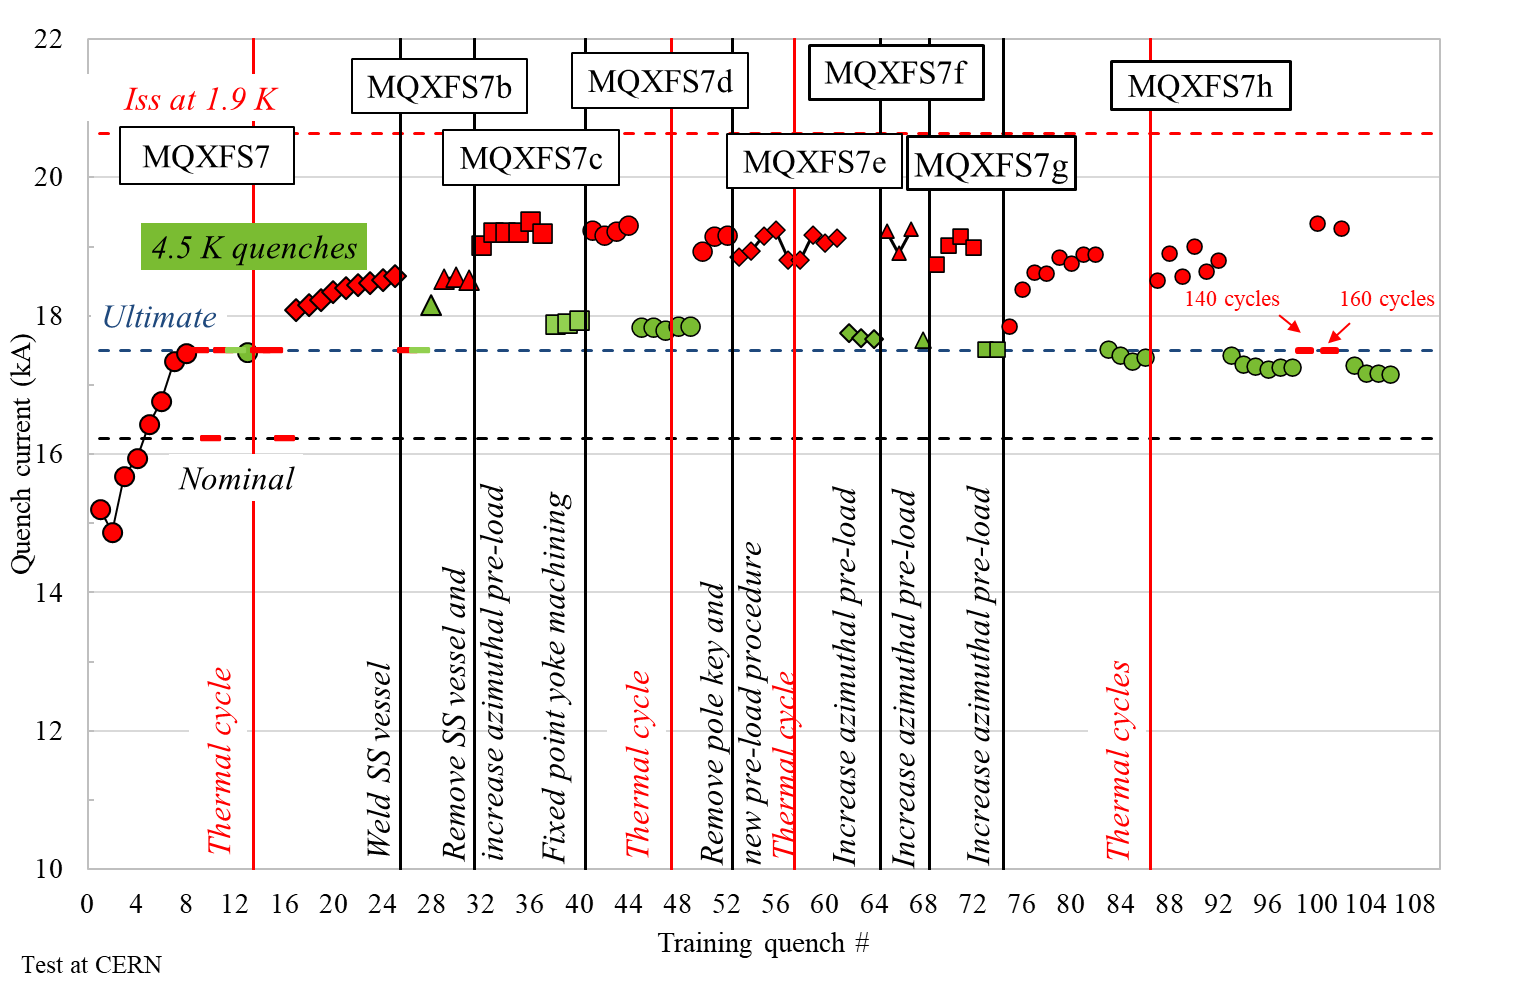 22
20
18
16
14
12
10
Quench current (kA)
Iss at 1.9 K
MQXFS7
MQXFS7b
MQXFS7c
MQXFS7d
MQXFS7e
MQXFS7f
MQXFS7g
MQXFS7h
4.5 K quenches
Ultimate
Nominal
140 cycles
160 cycles
Thermal cycle
Weld SS vessel
Remove SS vessel and
increase azimuthal pre-load
Fixed point yoke machining
Thermal cycle
Remove pole key and
new pre-load procedure
Thermal cycle
Increase azimuthal pre-load
Increase azimuthal pre-load
Increase azimuthal pre-load
Thermal cycles
0 4 8 12 16 20 24 28 32 36 40 44 48 52 56 60 64 68 72 76 80 84 88 92 96 100 104 108
Training quench #
Test at CERN